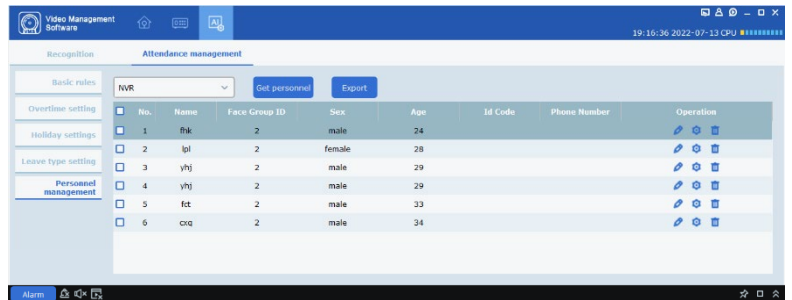 Video Management
Software
AI
19:16:36 2022-07-13 CPU
Recognition Attendance management
Basic rules
Overtime setting
Holiday settings
Leave type setting
Personnel
management
NVR Get personnel Export
No. Name Face Group ID Sex Age Id Code Phone Number Operation
1 fhk 2 male 24
2 lpl 2 female 28
3 yhj 2 male 29
4 yhj 2 male 29
5 fct 2 male 33
6 cxq 2 male 34
Alarm